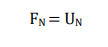 F_N = U_N